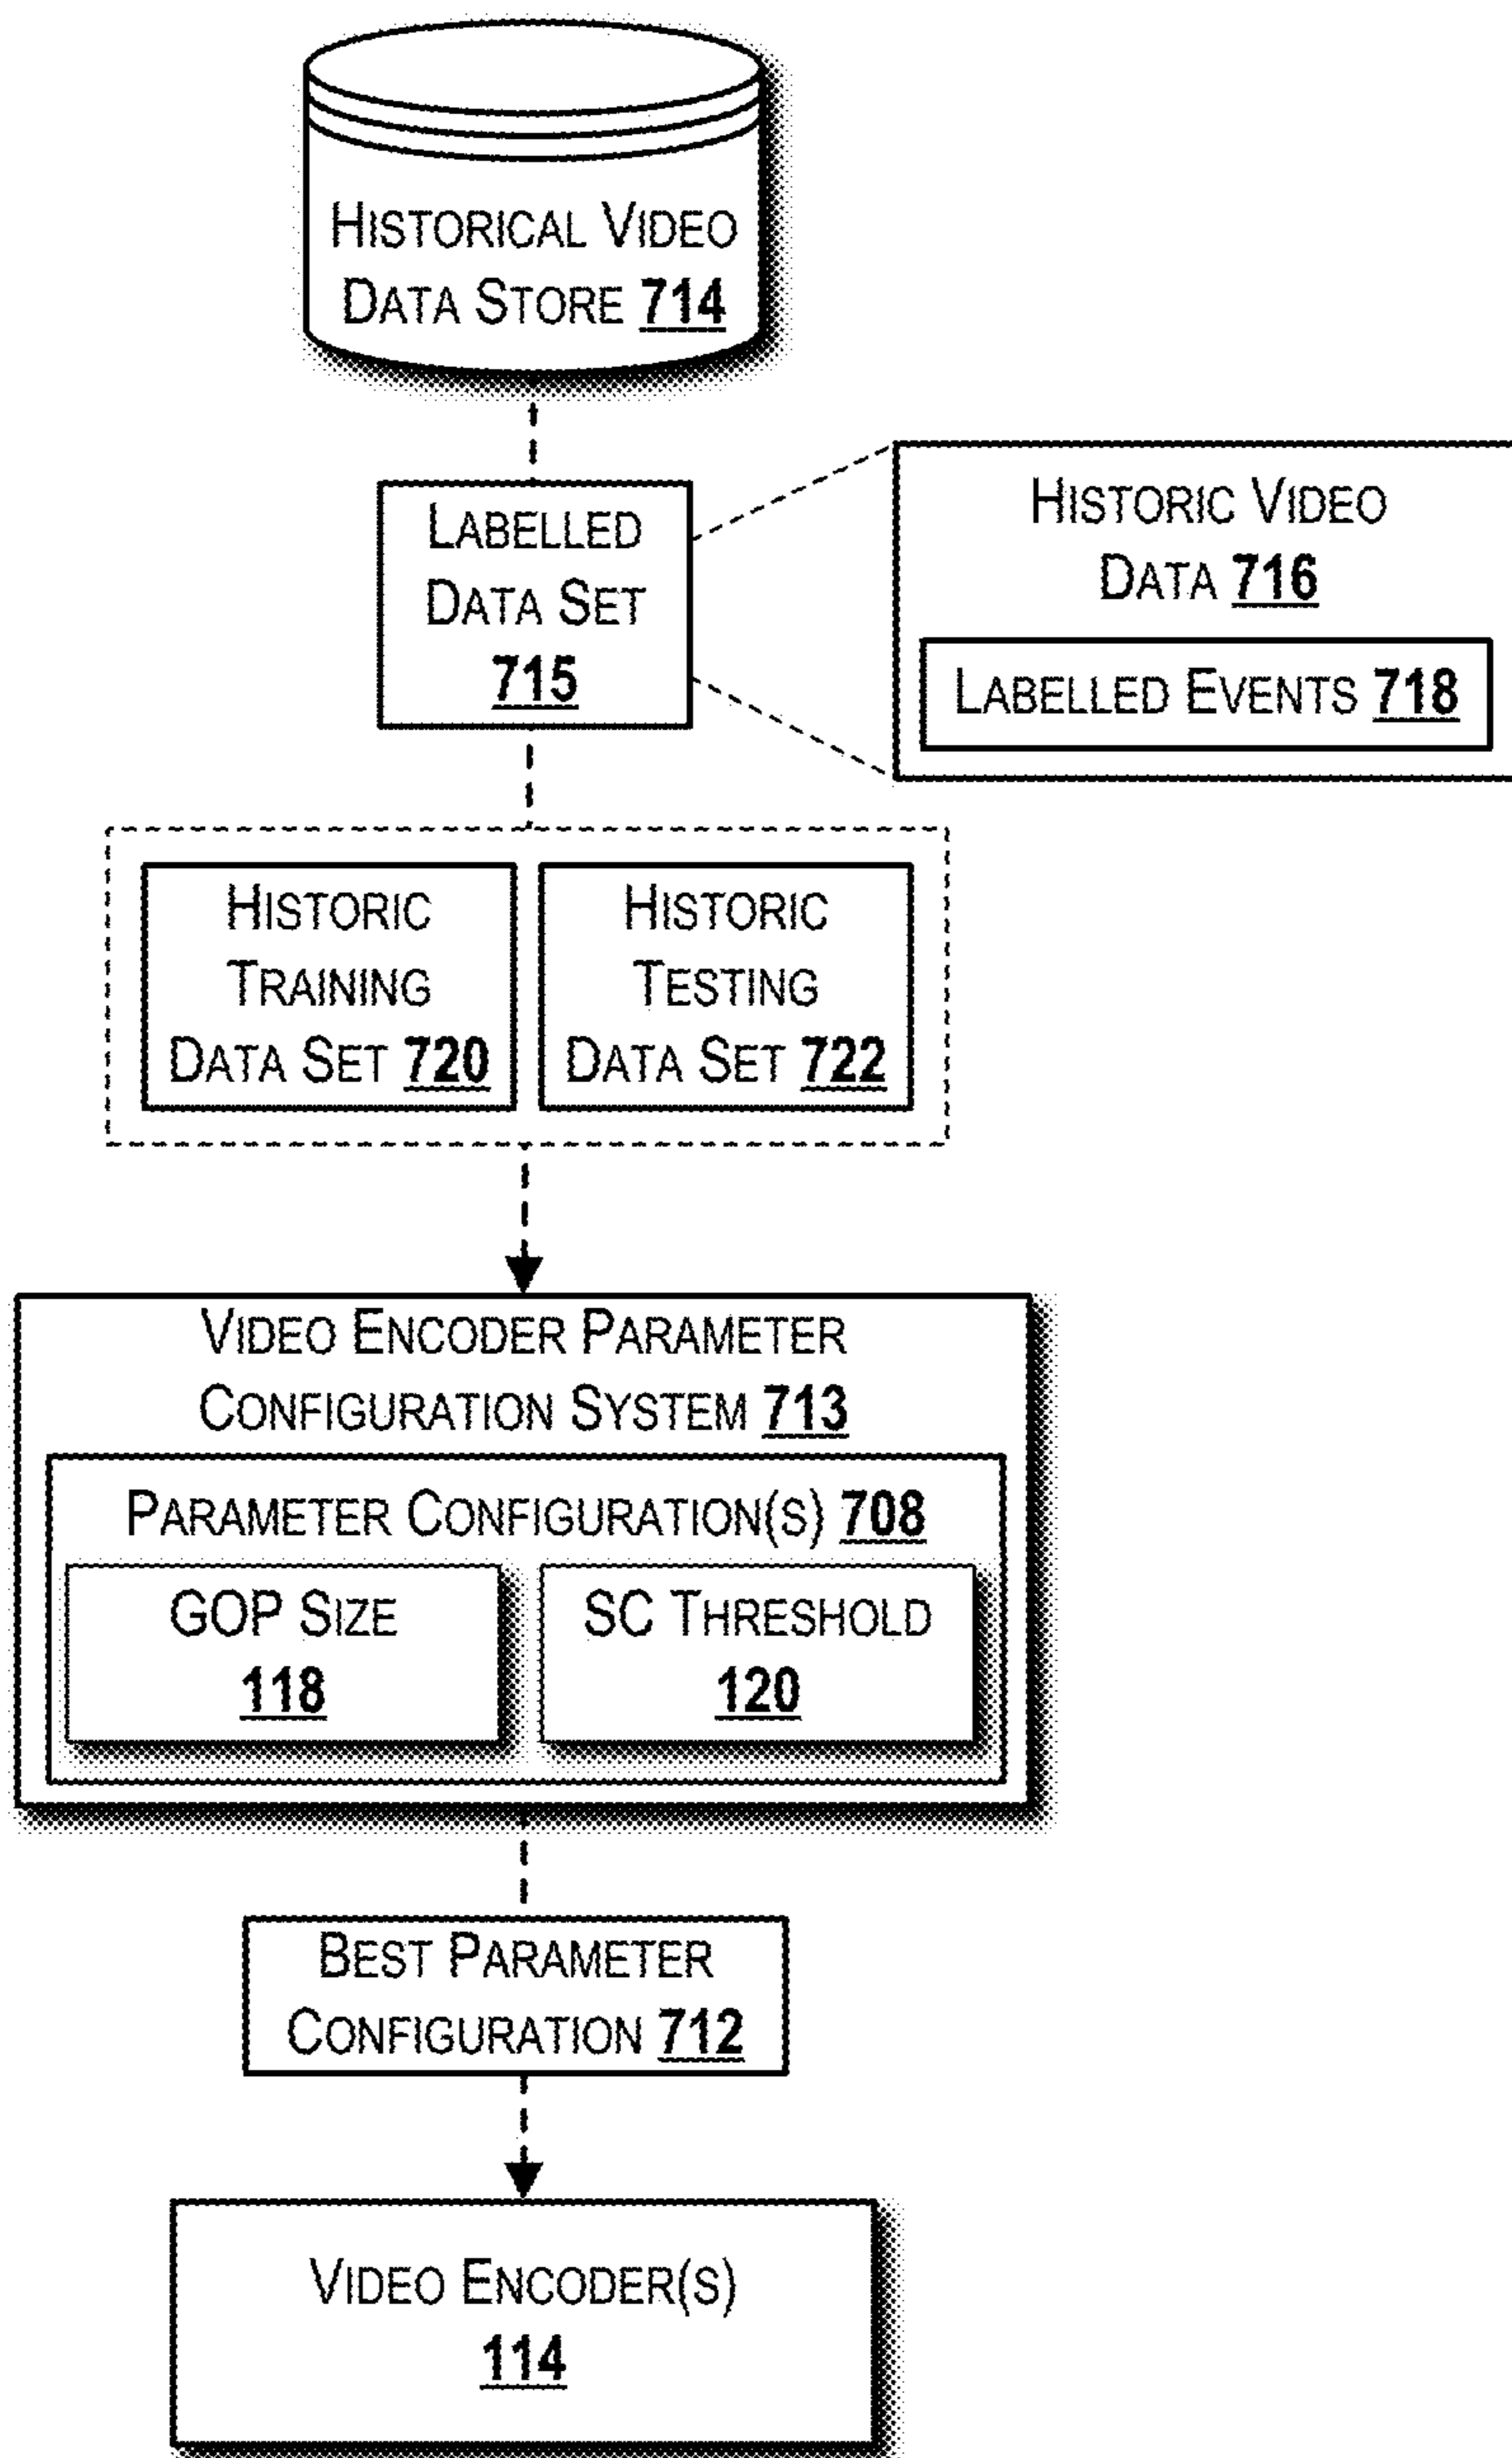 HISTORICAL VIDEO
DATA STORE 714
LABELLED
DATA SET
715
HISTORIC VIDEO
DATA 716
LABELLED EVENTS 718
HISTORIC
TRAINING
DATA SET 720
HISTORIC
TESTING
DATA SET 722
VIDEO ENCODER PARAMETER
CONFIGURATION SYSTEM 713
PARAMETER CONFIGURATION(S) 708
GOP SIZE
118
SC THRESHOLD
120
BEST PARAMETER
CONFIGURATION 712
VIDEO ENCODER(S)
114